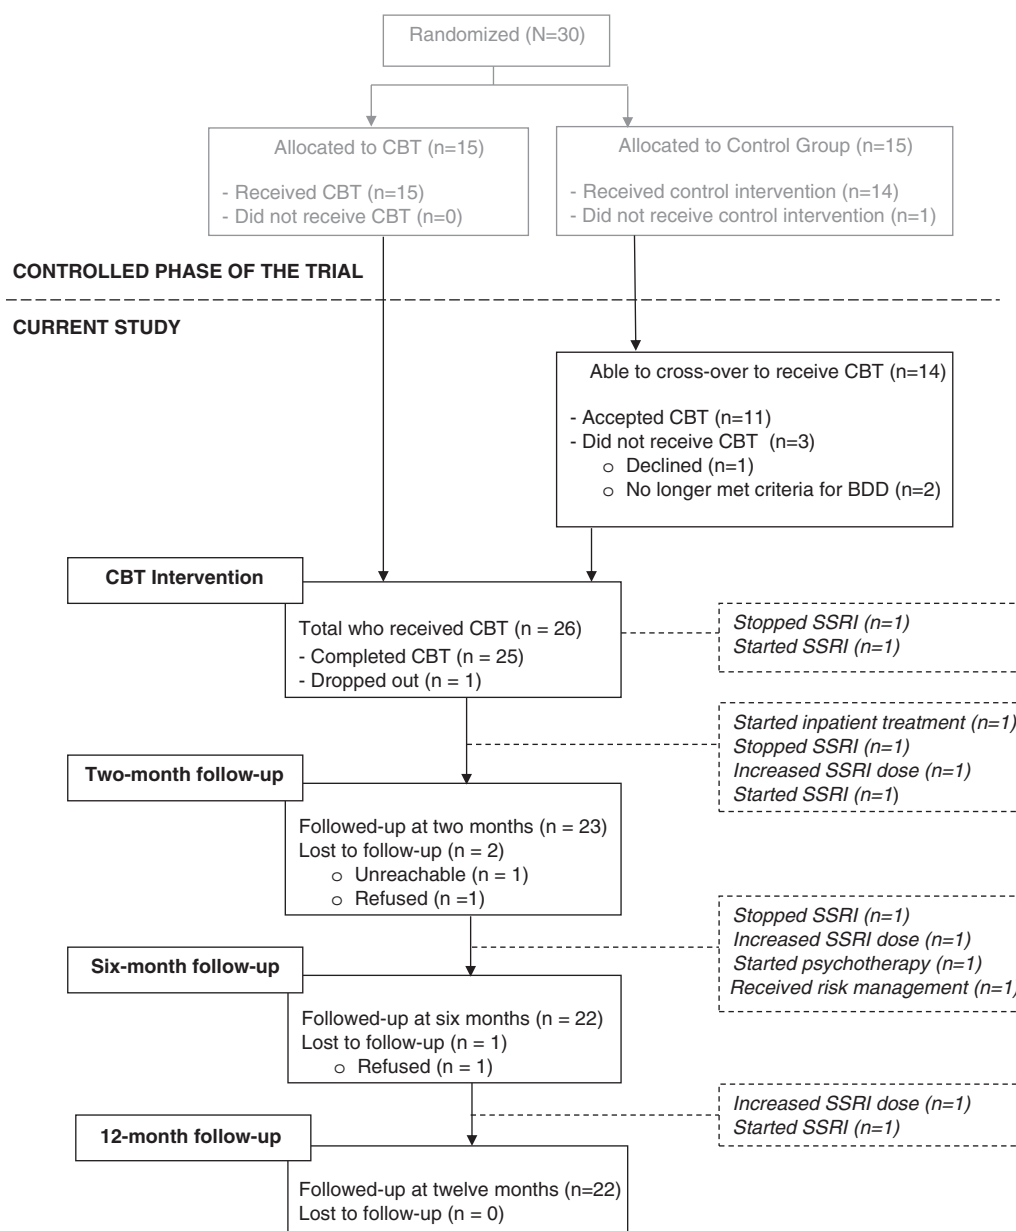 Randomized (N=30)
Allocated to CBT (n=15)
- Received CBT (n=15)
- Did not receive CBT (n=0)
Allocated to Control Group (n=15)
- Received control intervention (n=14)
- Did not receive control intervention (n=1)
CONTROLLED PHASE OF THE TRIAL
CURRENT STUDY
Able to cross-over to receive CBT (n=14)
- Accepted CBT (n=11)
- Did not receive CBT (n=3)
o Declined (n=1)
o No longer met criteria for BDD (n=2)
CBT Intervention
Total who received CBT (n = 26)
- Completed CBT (n = 25)
- Dropped out (n = 1)
Stopped SSRI (n=1)
Started SSRI (n=1)
Started inpatient treatment (n=1)
Stopped SSRI (n=1)
Increased SSRI dose (n=1)
Started SSRI (n=1)
Two-month follow-up
Followed-up at two months (n = 23)
Lost to follow-up (n = 2)
o Unreachable (n = 1)
o Refused (n =1)
Stopped SSRI (n=1)
Increased SSRI dose (n=1)
Started psychotherapy (n=1)
Received risk management (n=1)
Six-month follow-up
Followed-up at six months (n = 22)
Lost to follow-up (n = 1)
o Refused (n = 1)
Increased SSRI dose (n=1)
Started SSRI (n=1)
12-month follow-up
Followed-up at twelve months (n=22)
Lost to follow-up (n = 0)